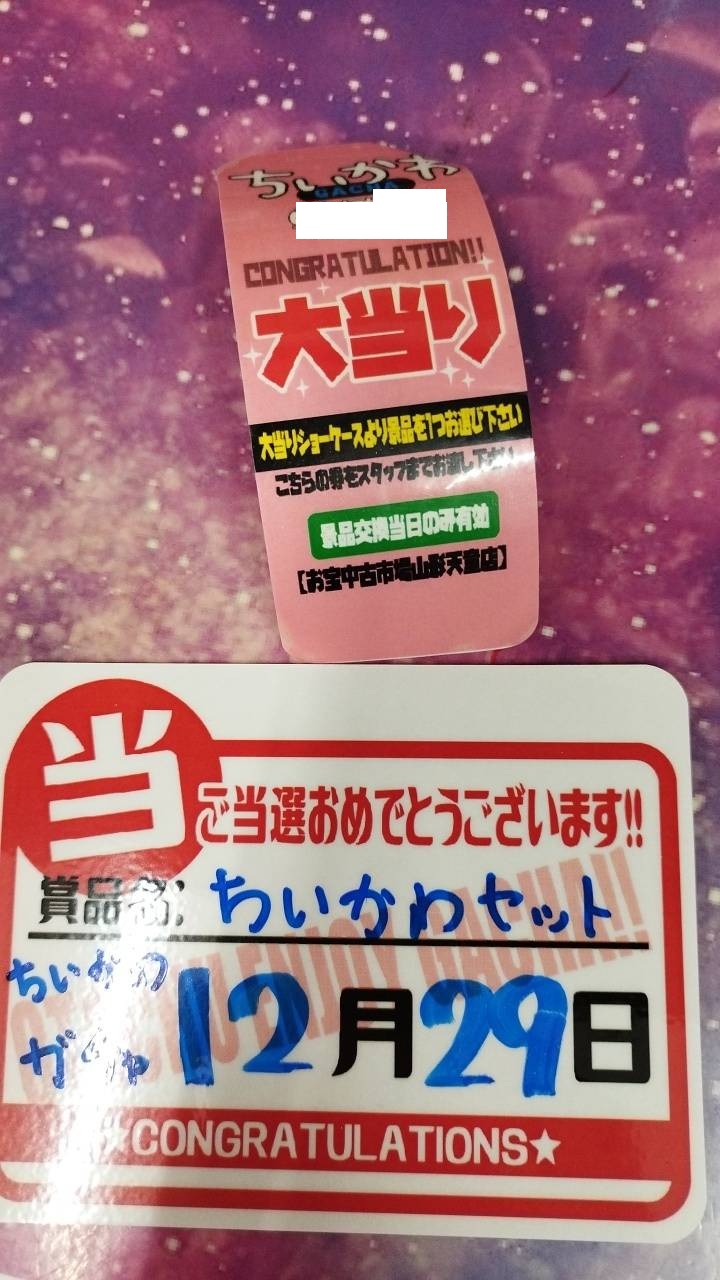 ちいかわ
GACHA
CONGRATULATION!!
大当り
大当りショーケースより景品を1つお選び下さい
こちらの券をスタッフまでお渡し下さい
景品交換当日のみ有効
【お宝中古市場山形天童店】
当
ご当選おめでとうございます!!
賞品名: ちいかわセット
ちいかわ
ガチャ
12月29日
★CONGRATULATIONS★